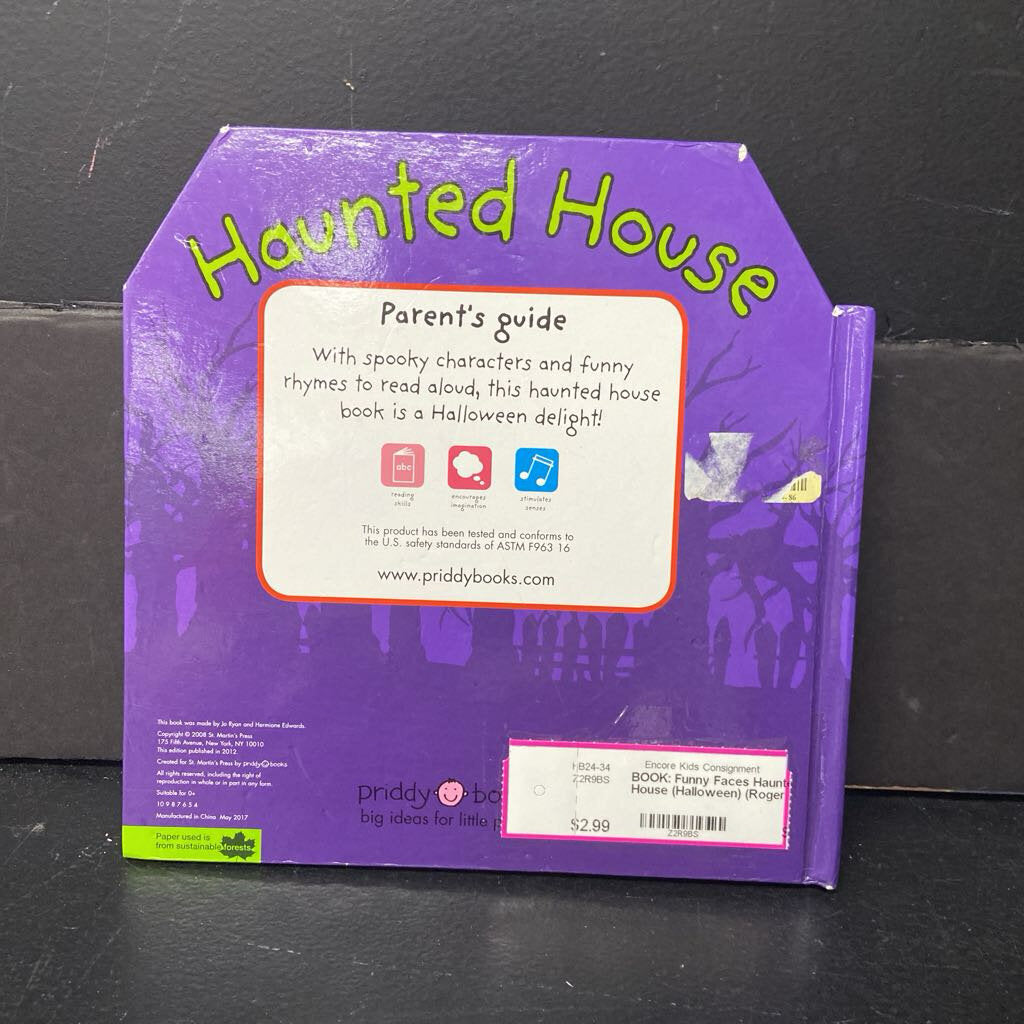 Haunted House
Parent's guide
With spooky characters and funny
rhymes to read aloud, this haunted house
book is a Halloween delight!
abc
reading
skills
encourages
imagination
stimulates
senses
This product has been tested and conforms to
the U.S. safety standards of ASTM F963 16
www.priddybooks.com
86
This book was made by Jo Ryan and Hermione Edwards.
Copyright © 2008 St. Martin's Press
175 Fifth Avenue, New York, NY 10010
This edition published in 2012.
Created for St. Martin's Press by priddy books
All rights reserved, including the right of
reproduction in whole or in part in any form.
Suitable for 0+
10 9 8 7 6 5 4
Manufactured in China May 2017
Paper used is
from sustainable forests.
priddy bo
big ideas for little p
HB24-34
Z2R9BS
$2.99
Encore Kids Consignment
BOOK: Funny Faces Haunt
House (Halloween) (Roger
Z2R9BS